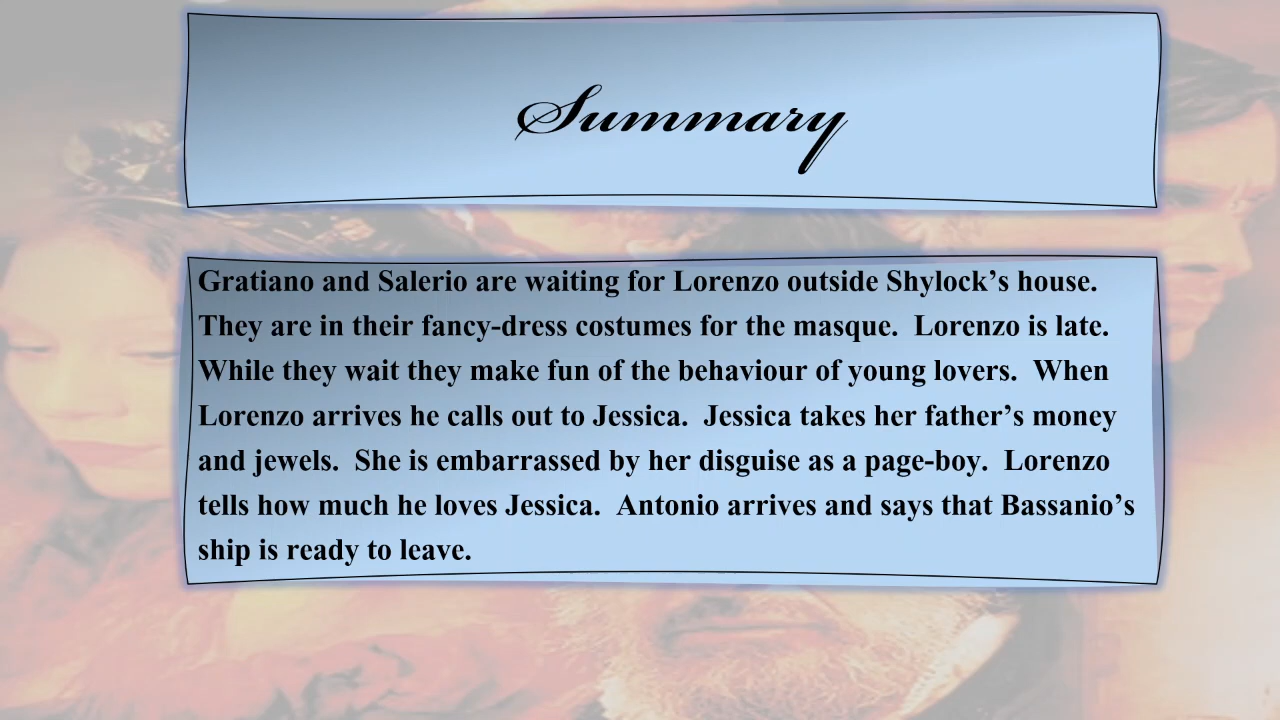 Summary
Gratiano and Salerio are waiting for Lorenzo outside Shylock’s house.
They are in their fancy-dress costumes for the masque.  Lorenzo is late.
While they wait they make fun of the behaviour of young lovers.  When
Lorenzo arrives he calls out to Jessica.  Jessica takes her father’s money
and jewels.  She is embarrassed by her disguise as a page-boy.  Lorenzo
tells how much he loves Jessica.  Antonio arrives and says that Bassanio’s
ship is ready to leave.